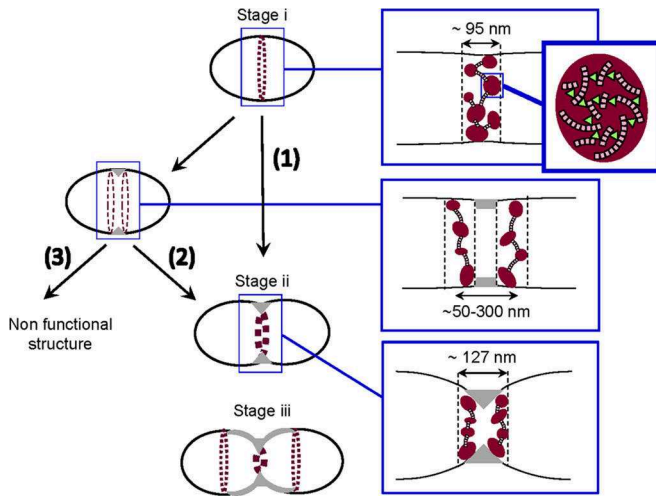 Stage i
~ 95 nm
(1)
(3)
(2)
Non functional
structure
Stage ii
~50-300 nm
~ 127 nm
Stage iii